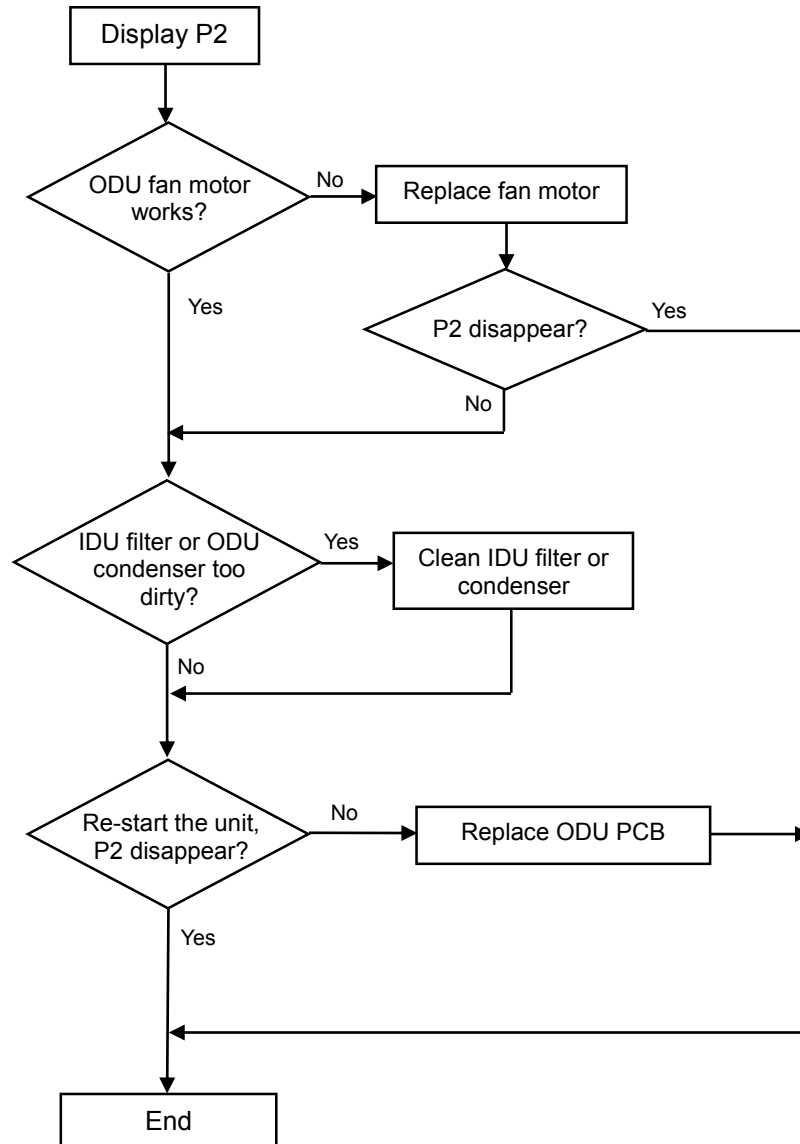 Display P2
ODU fan motor
works?
No
Replace fan motor
Yes
P2 disappear?
Yes
No
IDU filter or ODU
condenser too
dirty?
Yes
Clean IDU filter or
condenser
No
Re-start the unit,
P2 disappear?
No
Replace ODU PCB
Yes
End